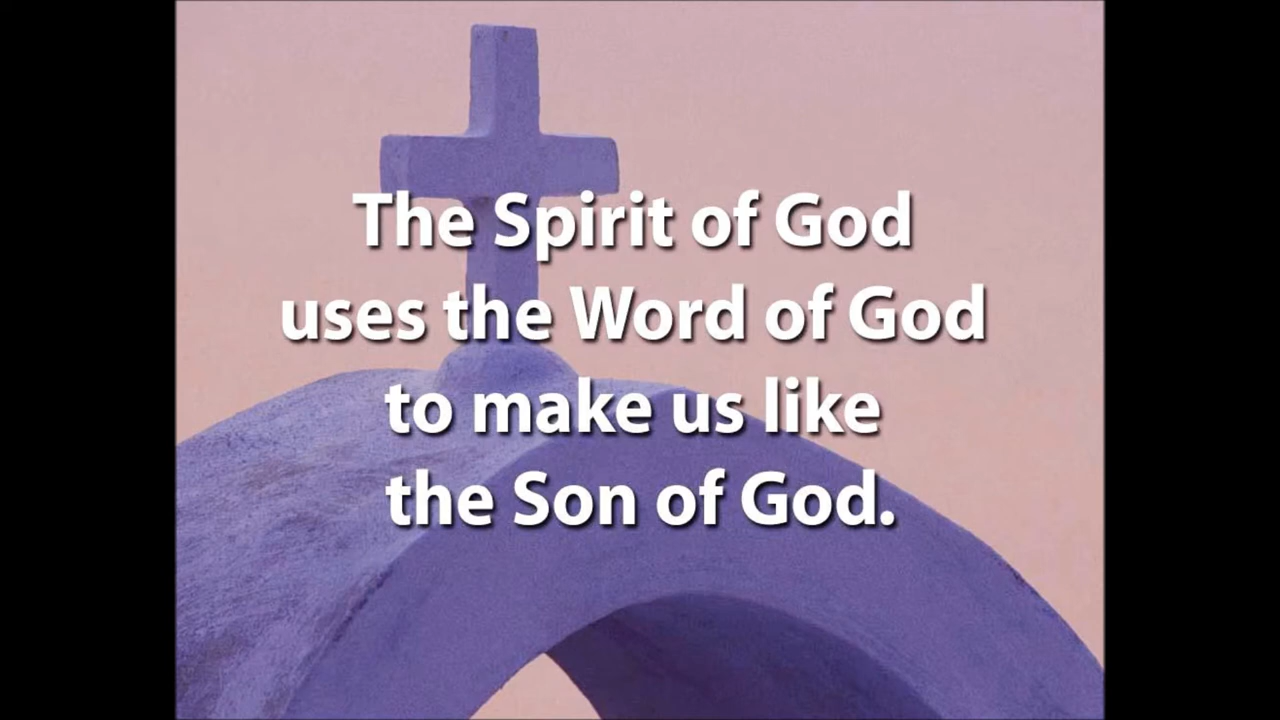 The Spirit of God
uses the Word of God
to make us like
the Son of God.